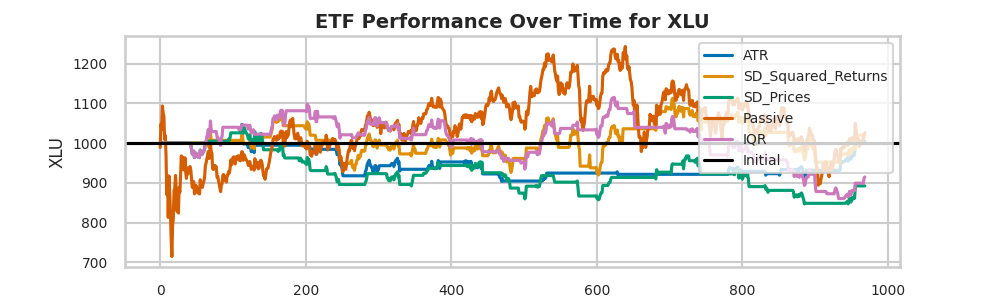 ETF Performance Over Time for XLU
XLU
1200
1100
1000
900
800
700
0
200
400
600
800
1000
ATR
SD_Squared_Returns
SD_Prices
Passive
IQR
Initial